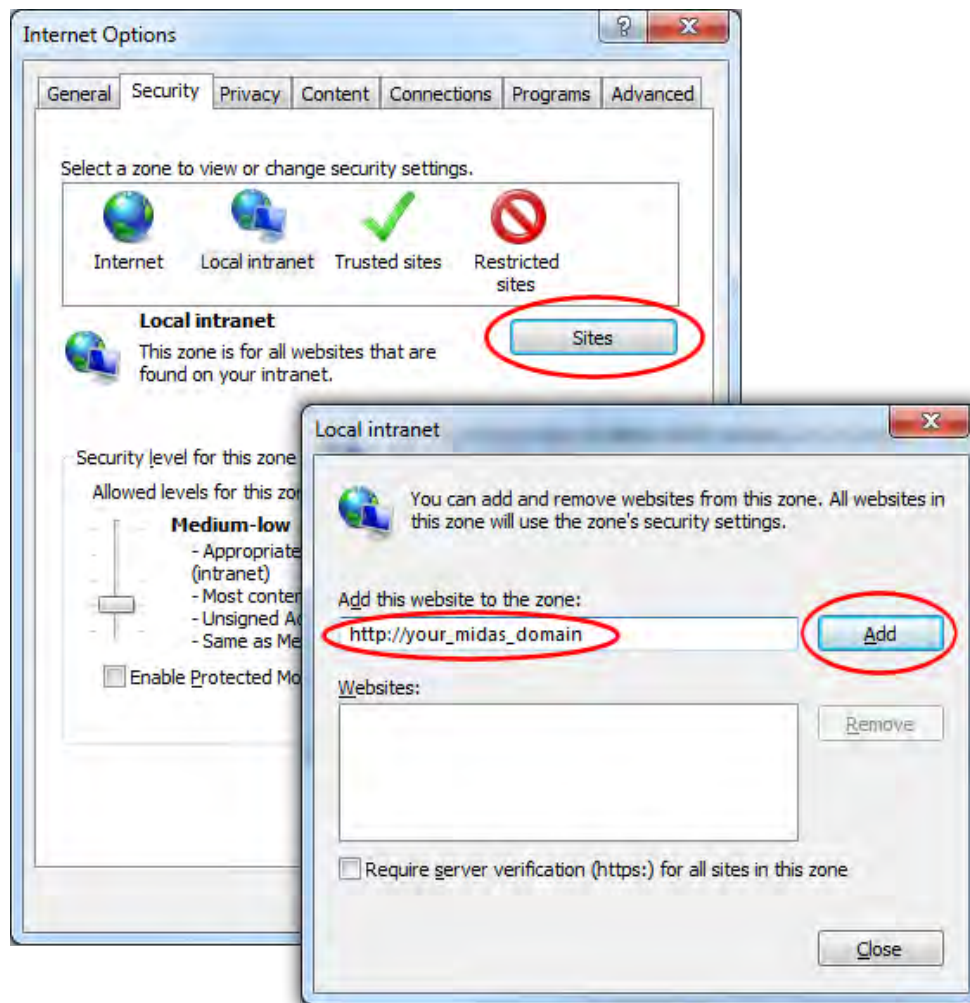 Internet Options
General Security Privacy Content Connections Programs Advanced
Select a zone to view or change security settings.
Internet Local intranet Trusted sites Restricted
sites
Local intranet
This zone is for all websites that are
found on your intranet.
Sites
Security level for this zone
Allowed levels for this zo
Medium-low
- Appropriate
(intranet)
- Most conte
- Unsigned A
- Same as Me
Enable Protected Mo
Local intranet
You can add and remove websites from this zone. All websites in
this zone will use the zone's security settings.
Add this website to the zone:
http://your_midas_domain
Add
Websites:
Remove
Require server verification (https:) for all sites in this zone
Close